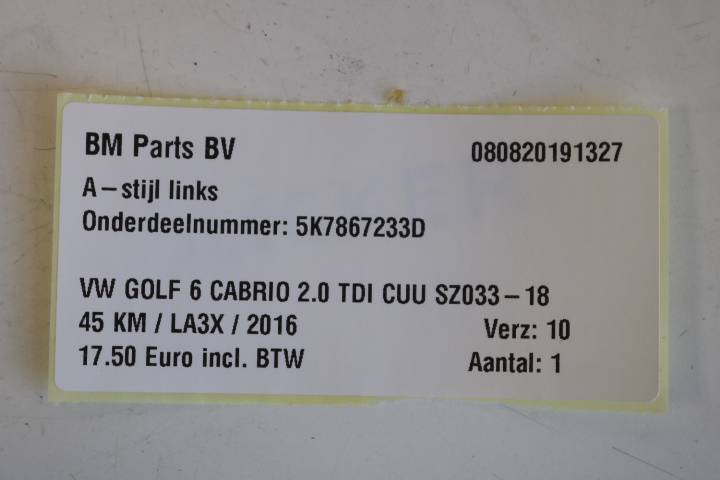 BM Parts BV 080820191327
A-stijl links
Onderdeelnummer: 5K7867233D
VW GOLF 6 CABRIO 2.0 TDI CUU SZ033-18
45 KM / LA3X / 2016 Verz: 10
17.50 Euro incl. BTW Aantal: 1